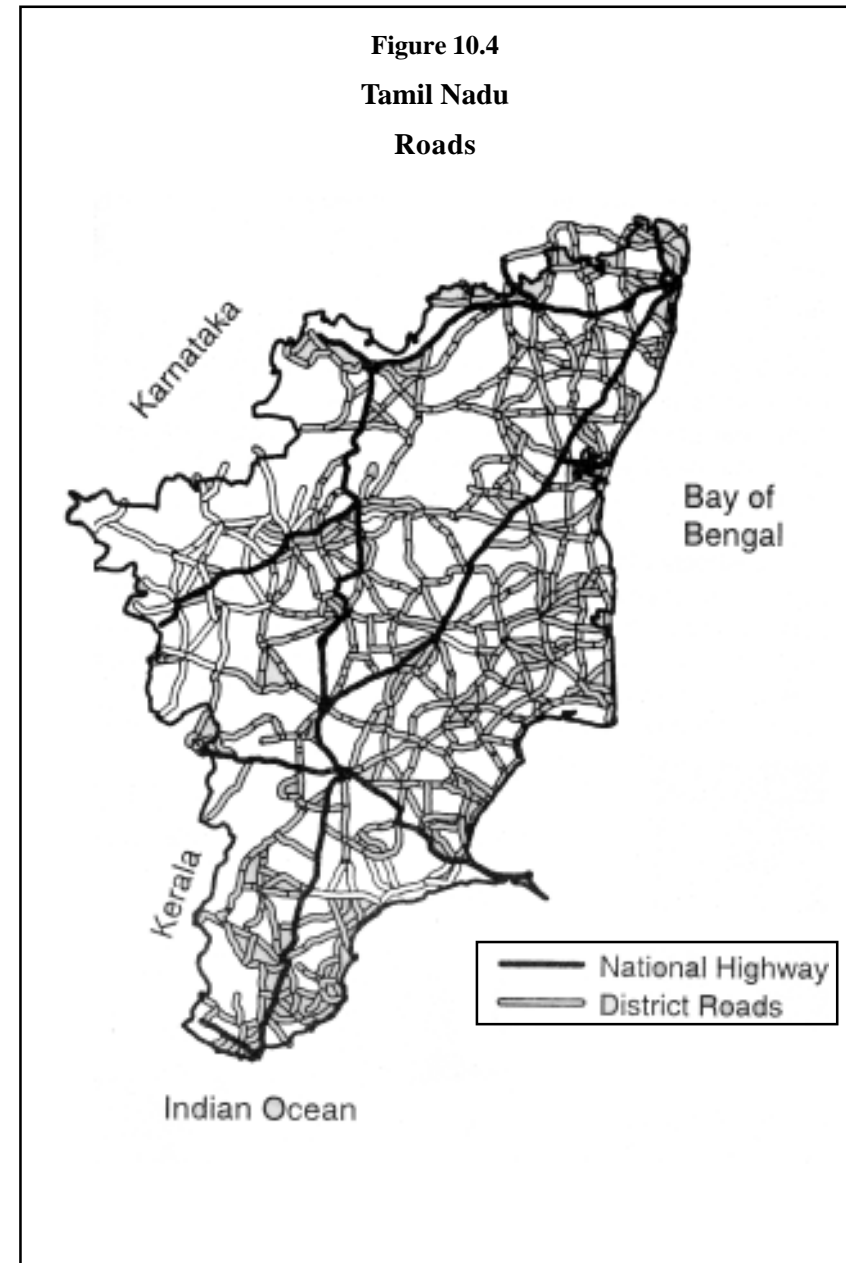 Figure 10.4
Tamil Nadu
Roads
Karnataka
Bay of
Bengal
Kerala
National Highway
District Roads
Indian Ocean